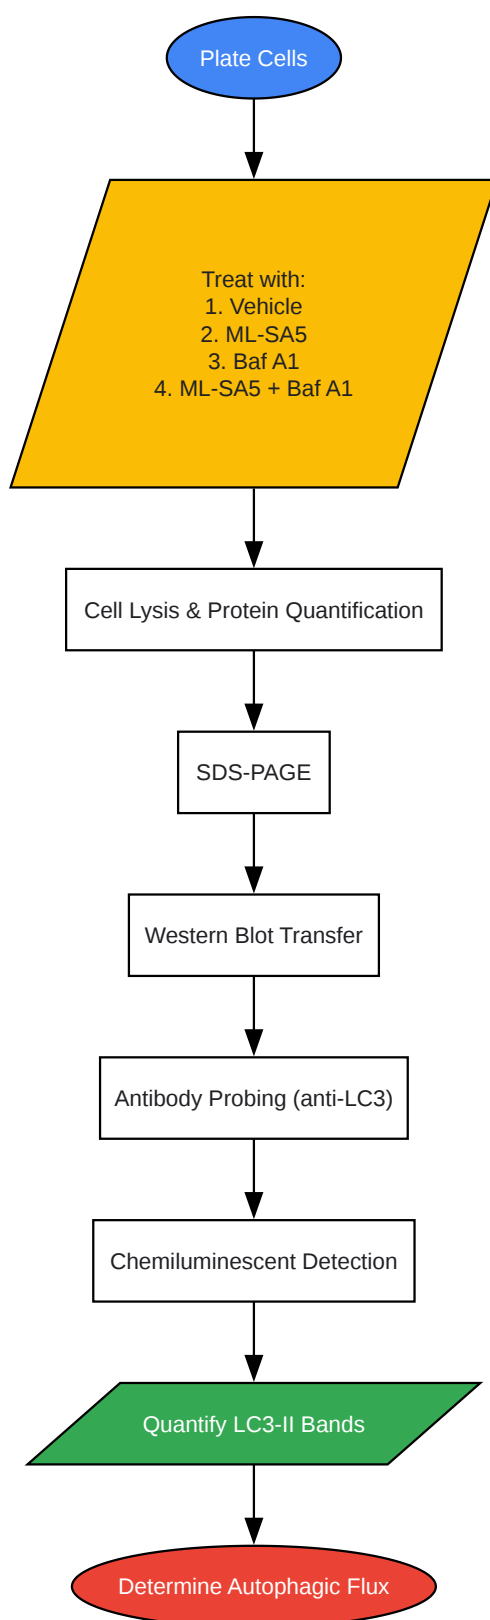 Plate Cells
Treat with:
1. Vehicle
2. ML-SA5
3. Baf A1
4. ML-SA5 + Baf A1
Cell Lysis & Protein Quantification
SDS-PAGE
Western Blot Transfer
Antibody Probing (anti-LC3)
Chemiluminescent Detection
Quantify LC3-II Bands
Determine Autophagic Flux